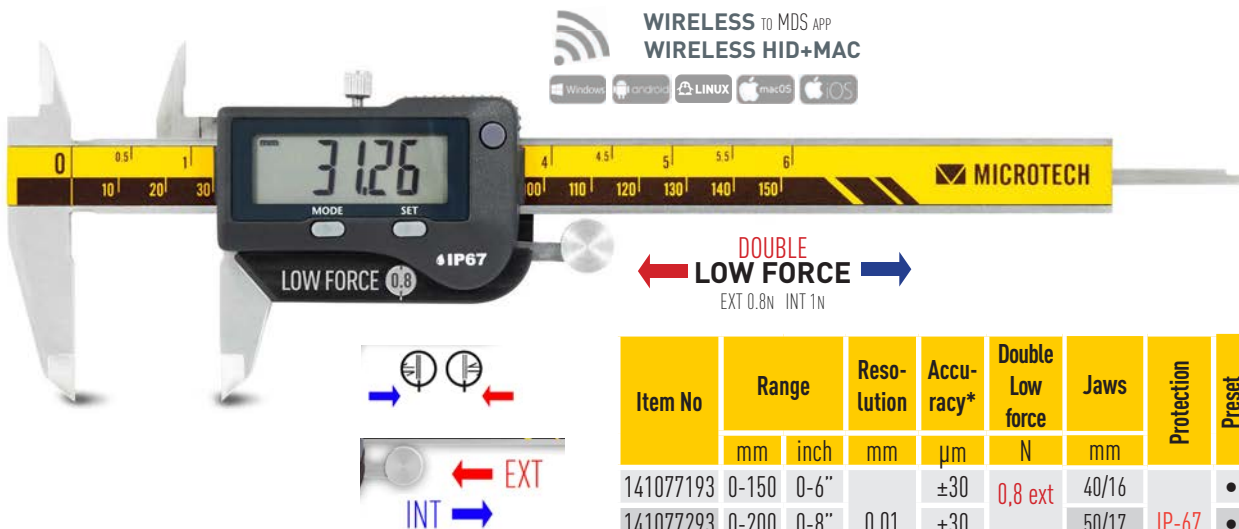 WIRELESS TO MDS APP
WIRELESS HID+MAC
Windows android LINUX macOS iOS
0 0.5 1 4 4.5 5 5.5 6
10 20 30 110 120 130 140 150
MICROTECH
31.26
mm
MODE SET
IP67
LOW FORCE 0.8
DOUBLE
LOW FORCE
EXT 0.8N INT 1N
EXT
INT
Item No Range Reso-lution Accu-racy* Double Low force Jaws Protection Preset
mm inch mm µm N mm
141077193 0-150 0-6” ±30 0,8 ext 40/16 •
141077293 0-200 0-8” 0,01 ±30 50/17 IP-67 •